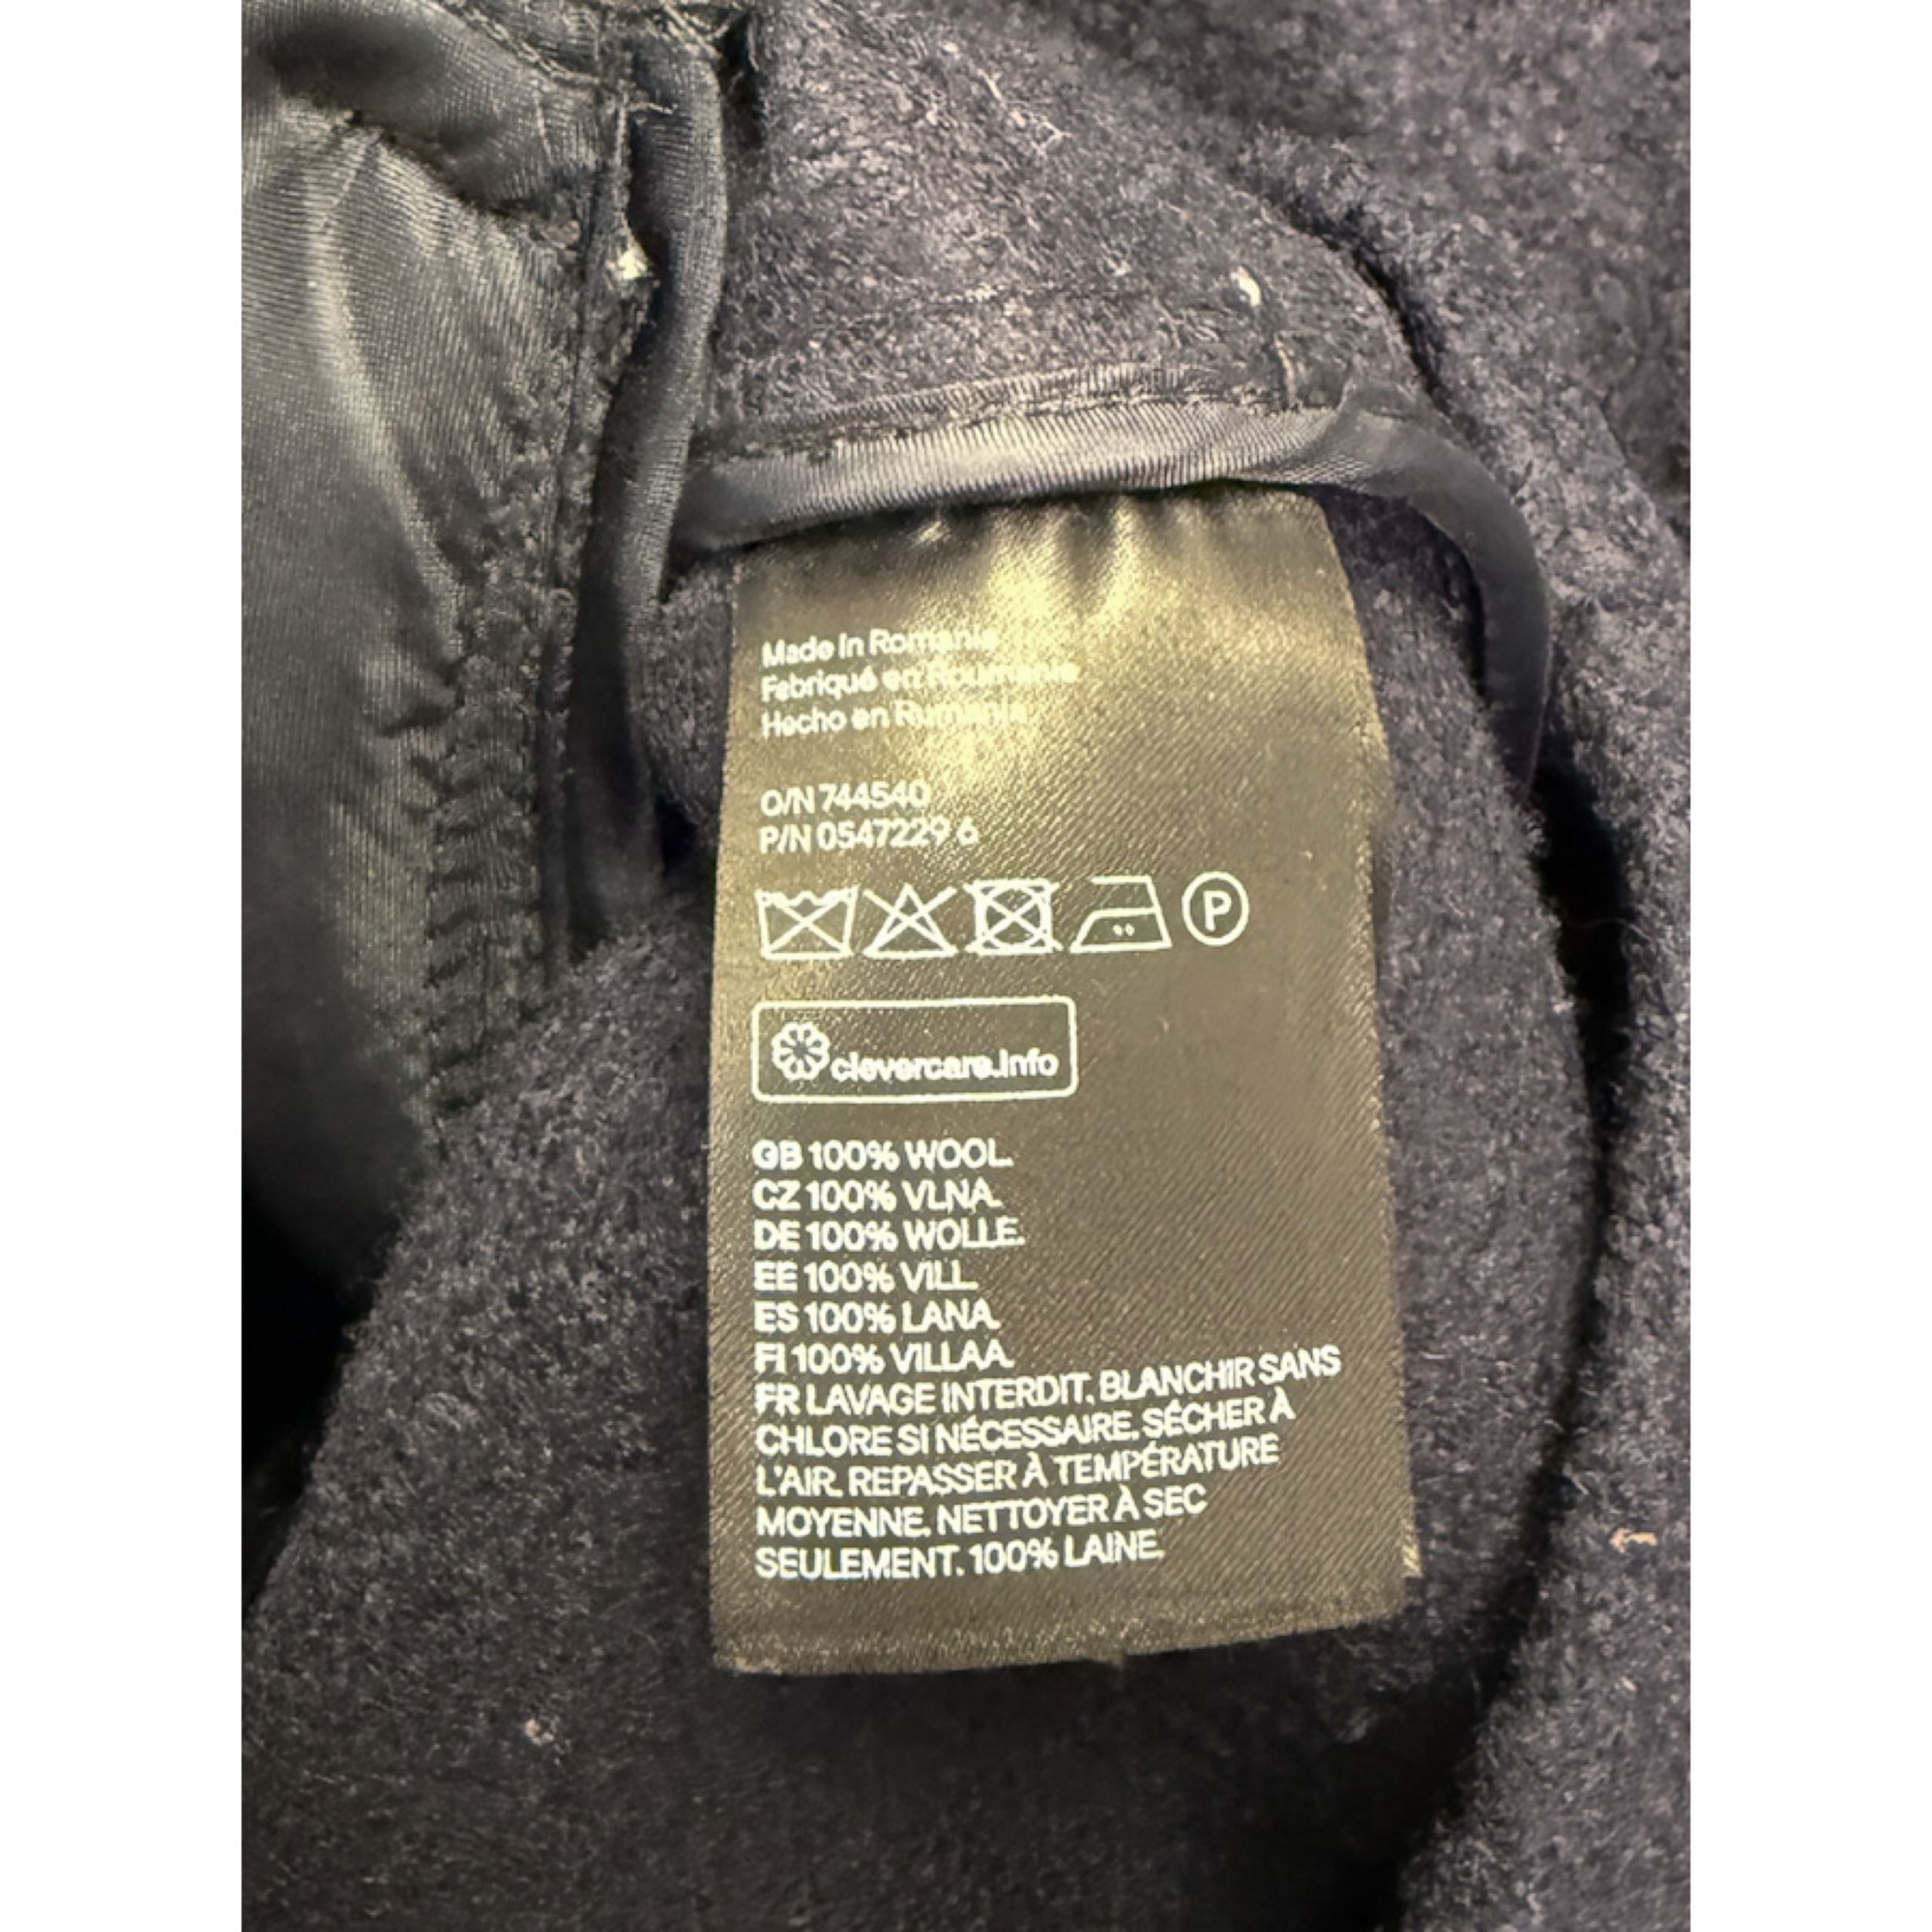 Made in Romania
Fabriqué en Roumanie
Hecho en Rumania
O/N 744540
P/N 0547229 6
P
clevercare.info
GB 100% WOOL.
CZ 100% VLNA.
DE 100% WOLLE.
EE 100% VILL.
ES 100% LANA.
FI 100% VILLAA.
FR LAVAGE INTERDIT. BLANCHIR SANS
CHLORE SI NÉCESSAIRE. SÉCHER À
L'AIR. REPASSER À TEMPÉRATURE
MOYENNE. NETTOYER À SEC
SEULEMENT. 100% LAINE.